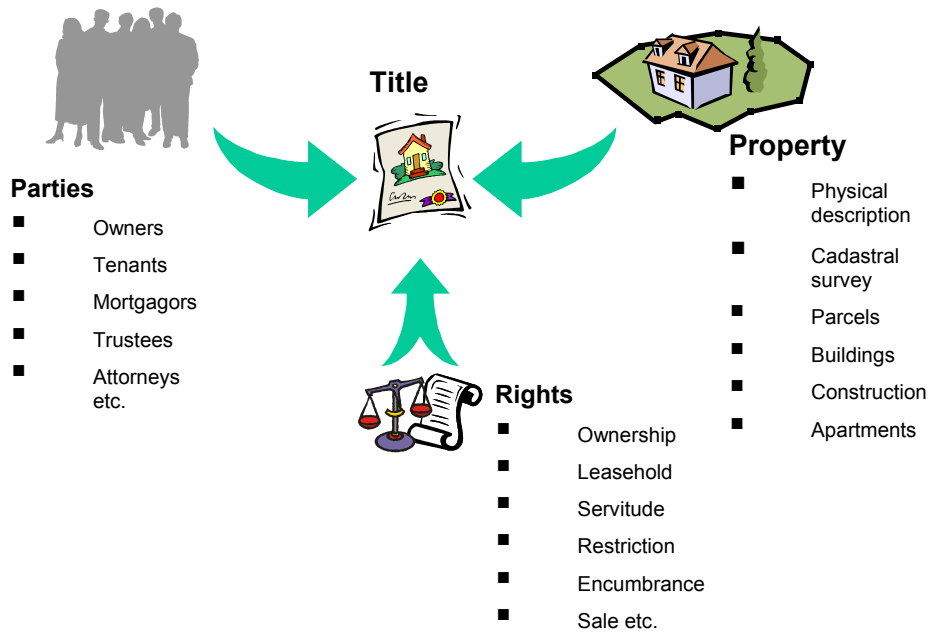 Title
Parties
■ Owners
■ Tenants
■ Mortgagors
■ Trustees
■ Attorneys
etc.
Property
■ Physical
description
■ Cadastral
survey
■ Parcels
■ Buildings
■ Construction
■ Apartments
Rights
■ Ownership
■ Leasehold
■ Servitude
■ Restriction
■ Encumbrance
■ Sale etc.